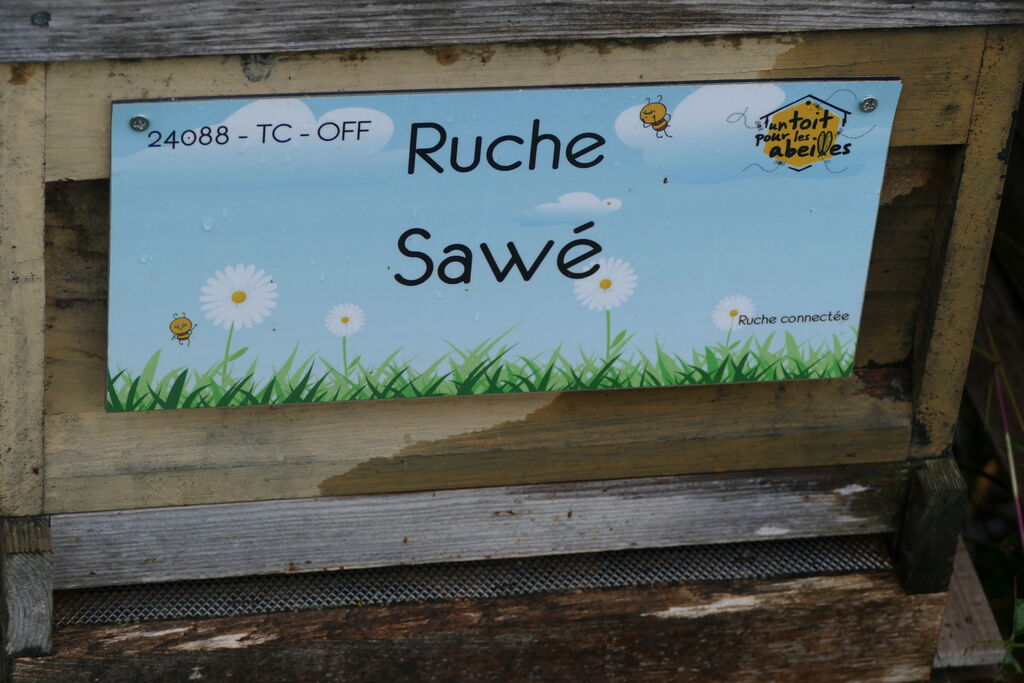 24088 - TC - OFF
Ruche
Sawé
un toit
pour les
abeilles
Ruche connectée